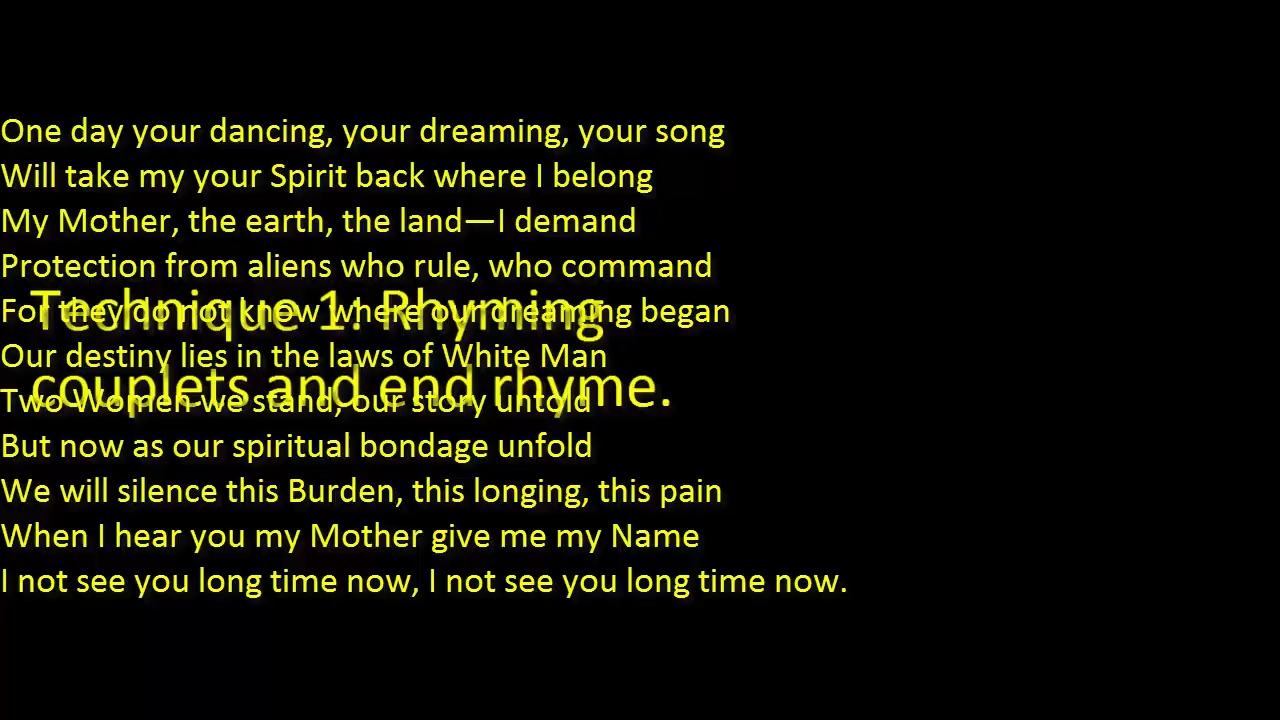 One day your dancing, your dreaming, your song
Will take my your Spirit back where I belong
My Mother, the earth, the land—I demand
Protection from aliens who rule, who command
For they do not know where our dreaming began
Technique 1: Rhyming
Our destiny lies in the laws of White Man
couplets and end rhyme.
Two Women we stand, our story untold
But now as our spiritual bondage unfold
We will silence this Burden, this longing, this pain
When I hear you my Mother give me my Name
I not see you long time now, I not see you long time now.